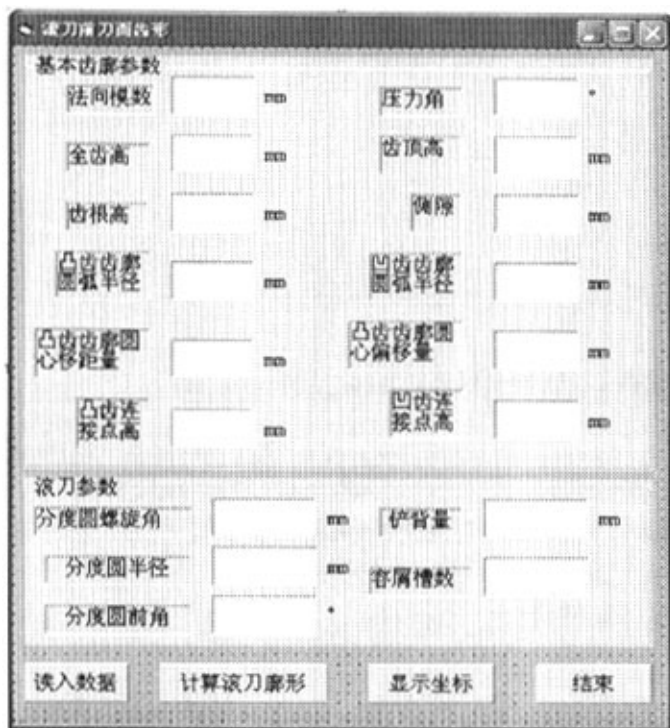 滚刀前刀面齿形
基本齿廓参数
法向模数 mm 压力角 °
全齿高 mm 齿顶高 mm
齿根高 mm 侧隙 mm
凸齿齿廓 凹齿齿廓
圆弧半径 mm 圆弧半径 mm
凸齿齿廓圆 凸齿齿廓圆
心移距量 mm 心偏移量 mm
凸齿连 凹齿连
接点高 mm 接点高 mm
滚刀参数
分度圆螺旋角 mm 铲背量 mm
分度圆半径 mm 容屑槽数
分度圆前角 °
读入数据 计算滚刀廓形 显示坐标 结束